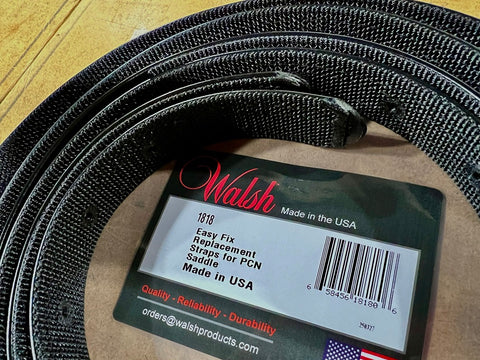 Walsh
Made in the USA
1818
Easy Fix
Replacement
Straps for PCN
Saddle
Made in USA
6 58456 18180 6
Quality - Reliability - Durability
orders@walshproducts.com